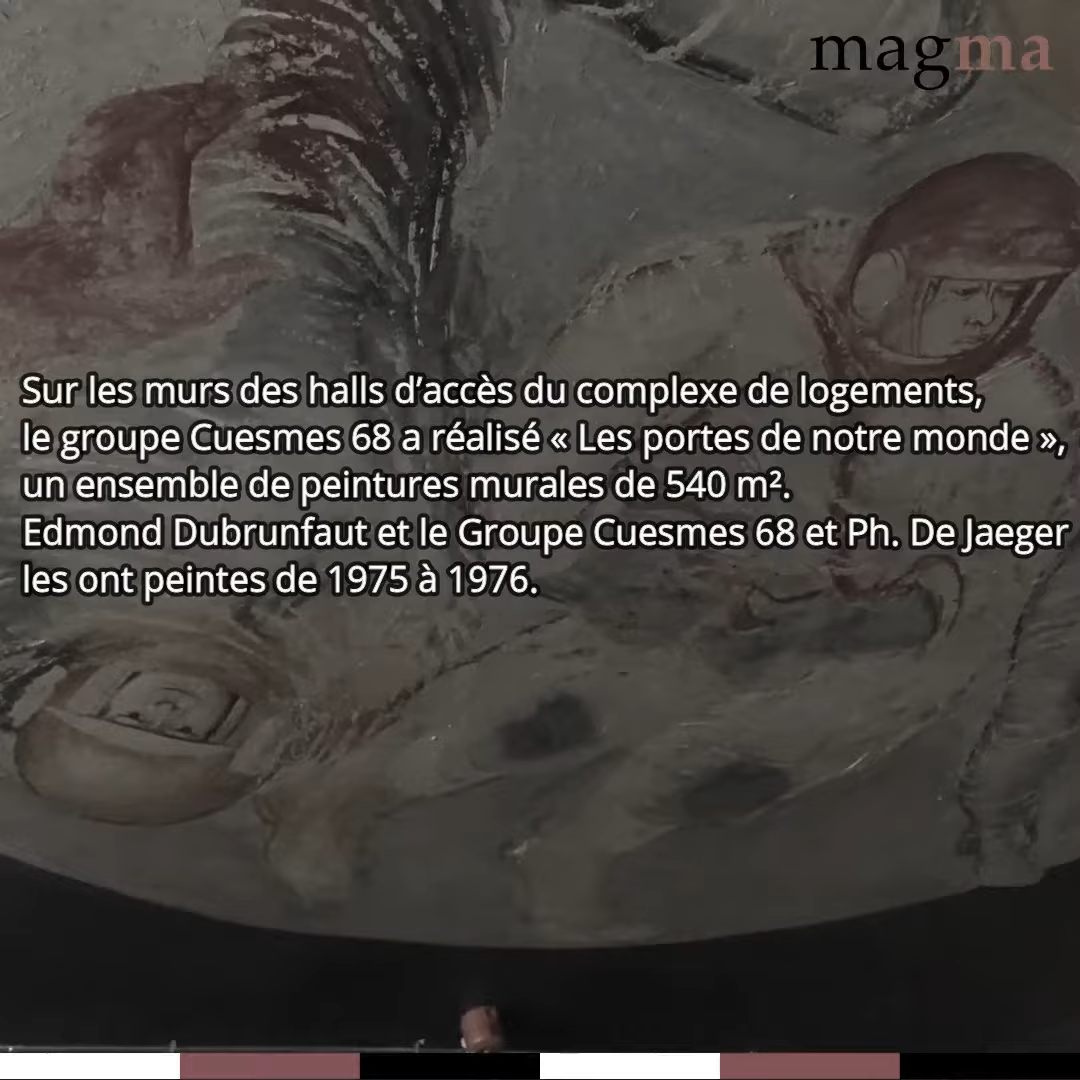 magma
Sur les murs des halls d’accès du complexe de logements,
le groupe Cuesmes 68 a réalisé « Les portes de notre monde »,
un ensemble de peintures murales de 540 m².
Edmond Dubrunfaut et le Groupe Cuesmes 68 et Ph. De Jaeger
les ont peintes de 1975 à 1976.